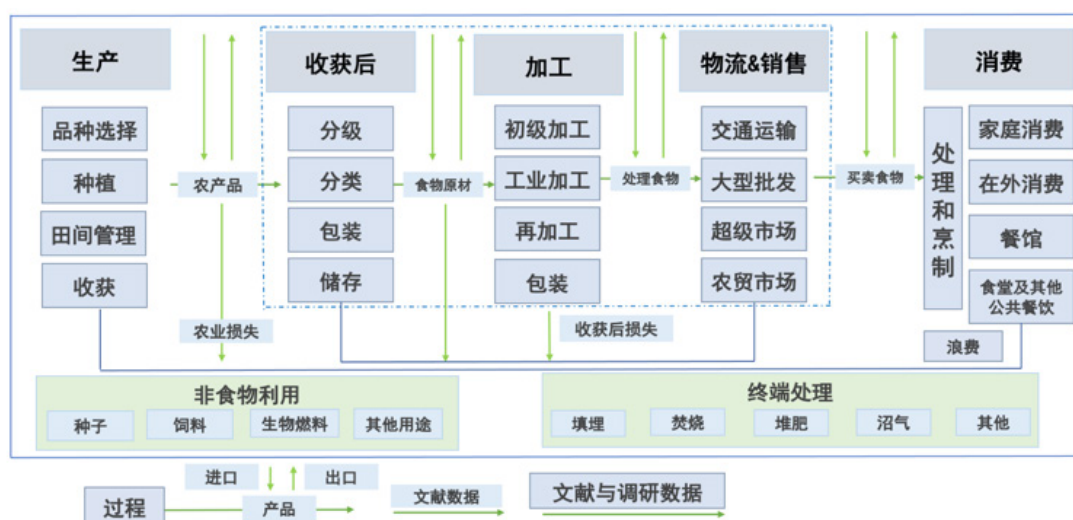 生产
收获后
加工
物流&销售
消费
品种选择
种植
田间管理
收获
农产品
农业损失
分级
分类
包装
储存
食物原材
初级加工
工业加工
再加工
包装
收获后损失
处理食物
交通运输
大型批发
超级市场
农贸市场
买卖食物
处理和烹制
家庭消费
在外消费
餐馆
食堂及其他
公共餐饮
浪费
非食物利用
种子
饲料
生物燃料
其他用途
终端处理
填埋
焚烧
堆肥
沼气
其他
进口
出口
过程
产品
文献数据
文献与调研数据